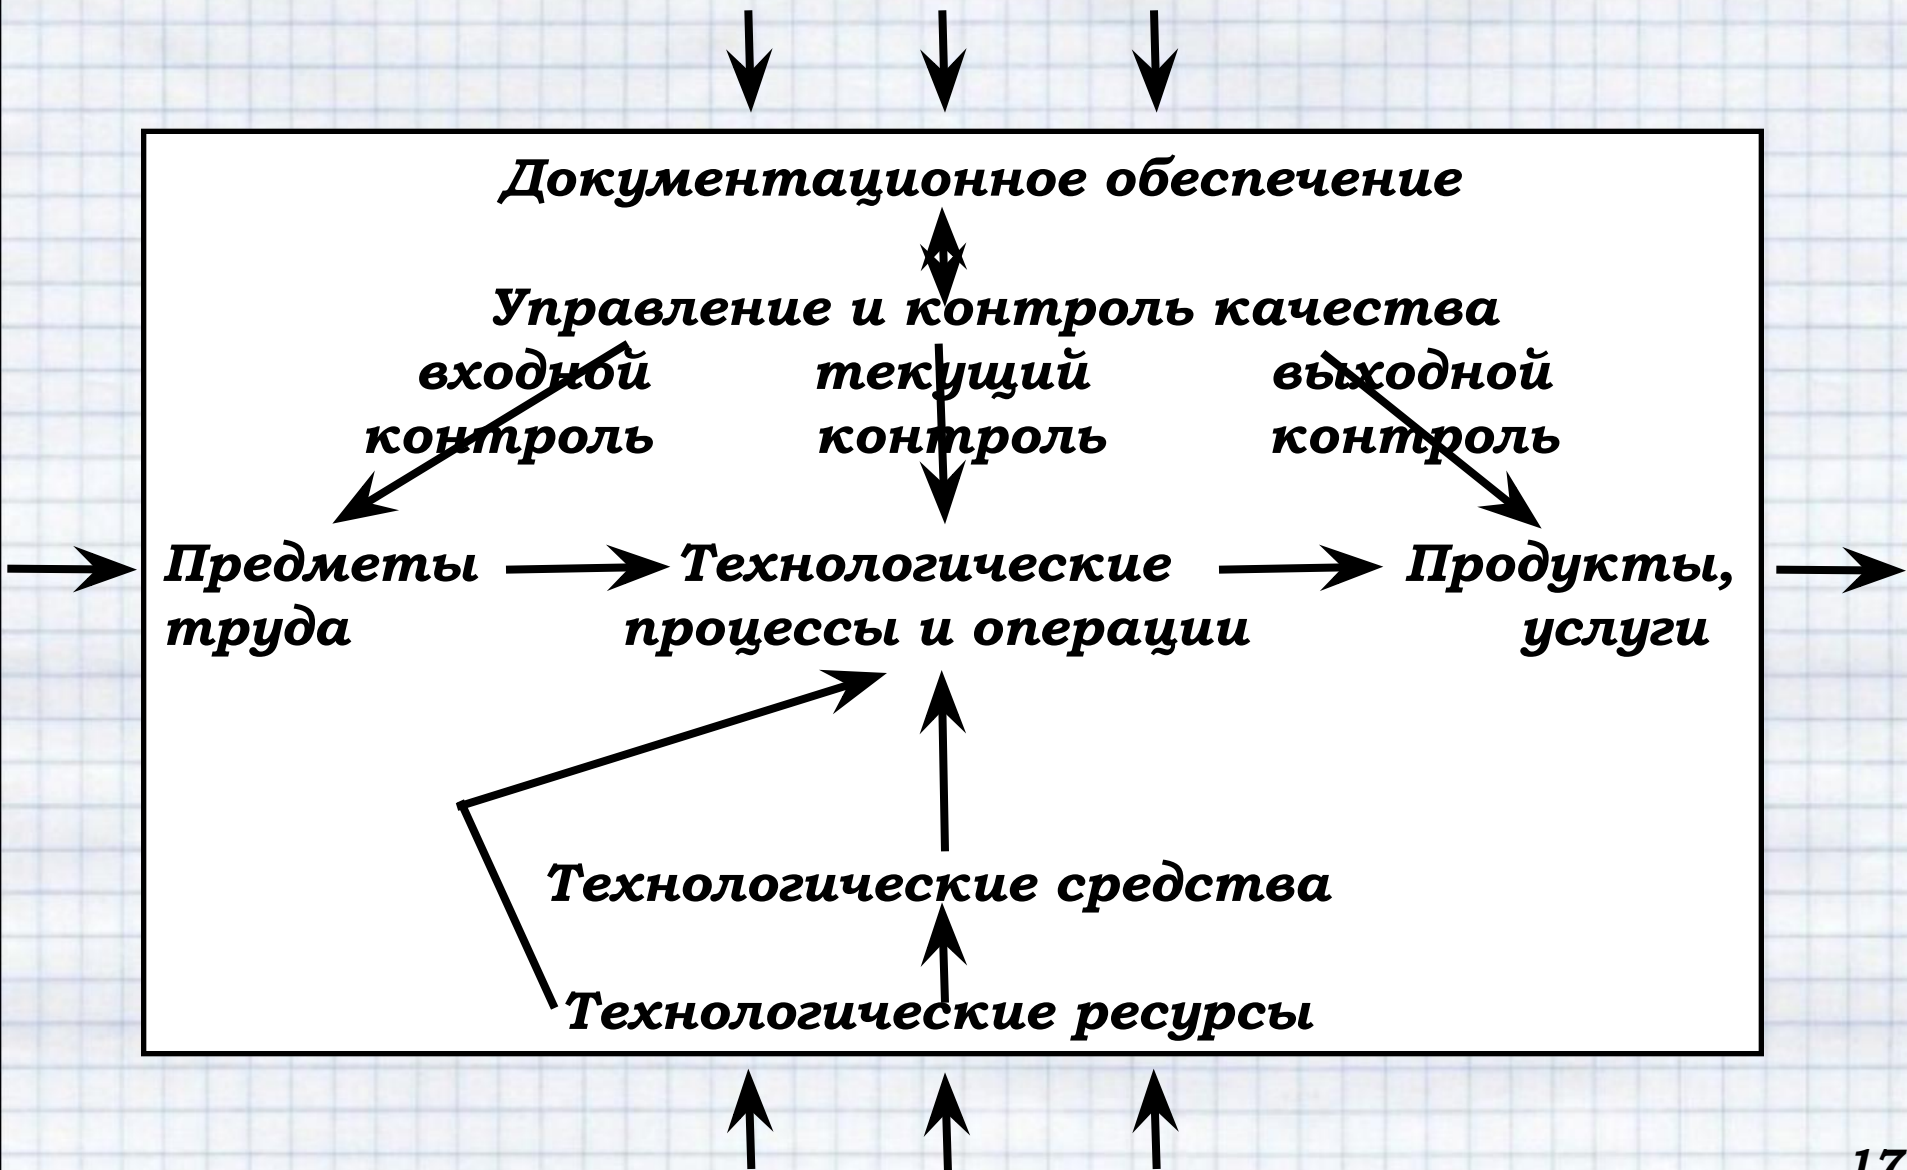 Документационное обеспечение
Управление и контроль качества
входной текущий выходной
контроль контроль контроль
Предметы Технологические Продукты,
труда процессы и операции услуги
Технологические средства
Технологические ресурсы
17